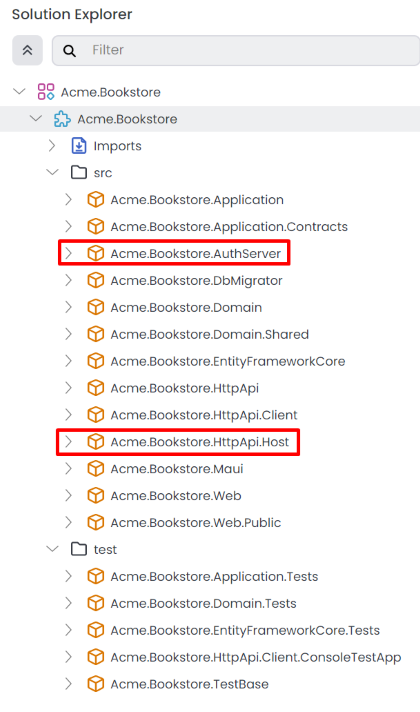 Solution Explorer
Filter
Acme.Bookstore
Acme.Bookstore
Imports
src
Acme.Bookstore.Application
Acme.Bookstore.Application.Contracts
Acme.Bookstore.AuthServer
Acme.Bookstore.DbMigrator
Acme.Bookstore.Domain
Acme.Bookstore.Domain.Shared
Acme.Bookstore.EntityFrameworkCore
Acme.Bookstore.HttpApi
Acme.Bookstore.HttpApi.Client
Acme.Bookstore.HttpApi.Host
Acme.Bookstore.Maui
Acme.Bookstore.Web
Acme.Bookstore.Web.Public
test
Acme.Bookstore.Application.Tests
Acme.Bookstore.Domain.Tests
Acme.Bookstore.EntityFrameworkCore.Tests
Acme.Bookstore.HttpApi.Client.ConsoleTestApp
Acme.Bookstore.TestBase